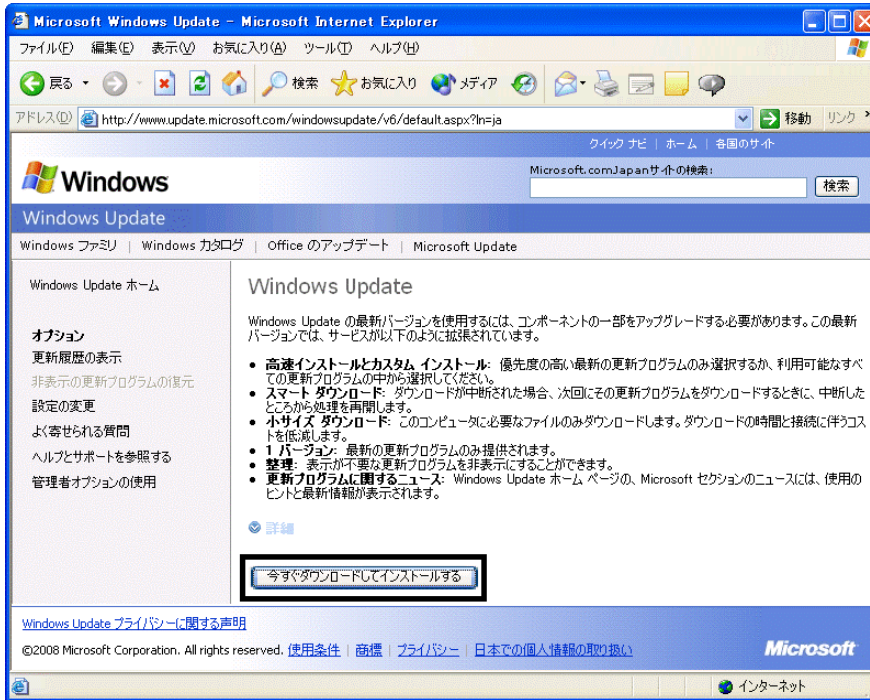 Microsoft Windows Update - Microsoft Internet Explorer
ファイル(F) 編集(E) 表示(V) お気に入り(A) ツール(T) ヘルプ(H)
戻る 検索 お気に入り メディア
アドレス(D) http://www.update.microsoft.com/windowsupdate/v6/default.aspx?ln=ja 移動 リンク »
クイック ナビ | ホーム | 各国のサイト
Windows
Microsoft.comJapanサイトの検索:
検索
Windows Update
Windows ファミリ | Windows カタログ | Office のアップデート | Microsoft Update
Windows Update ホーム
オプション
更新履歴の表示
非表示の更新プログラムの復元
設定の変更
よく寄せられる質問
ヘルプとサポートを参照する
管理者オプションの使用
Windows Update
Windows Update の最新バージョンを使用するには、コンポーネントの一部をアップグレードする必要があります。この最新
バージョンでは、サービスが以下のように拡張されています。
• 高速インストールとカスタム インストール: 優先度の高い最新の更新プログラムのみ選択するか、利用可能なすべ
ての更新プログラムの中から選択してください。
• スマート ダウンロード: ダウンロードが中断された場合、次回にその更新プログラムをダウンロードするときに、中断した
ところから処理を再開します。
• 小サイズ ダウンロード: このコンピュータに必要なファイルのみダウンロードします。ダウンロードの時間と接続に伴うコス
トを低減します。
• 1 バージョン: 最新の更新プログラムのみ提供されます。
• 整理: 表示が不要な更新プログラムを非表示にすることができます。
• 更新プログラムに関するニュース: Windows Update ホーム ページの、Microsoft セクションのニュースには、使用の
ヒントと最新情報が表示されます。
詳細
今すぐダウンロードしてインストールする
Windows Update プライバシーに関する声明
©2008 Microsoft Corporation. All rights reserved. 使用条件 | 商標 | プライバシー | 日本での個人情報の取り扱い
Microsoft
インターネット